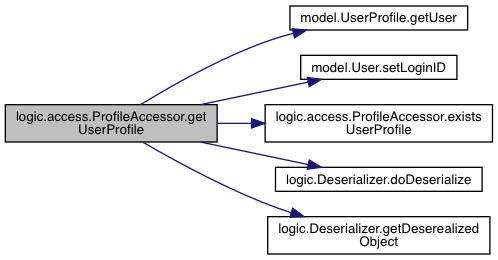 model.UserProfile.getUser
model.User.setLoginID
logic.access.ProfileAccessor.get
UserProfile
logic.access.ProfileAccessor.exists
UserProfile
logic.Deserializer.doDeserialize
logic.Deserializer.getDeserealized
Object